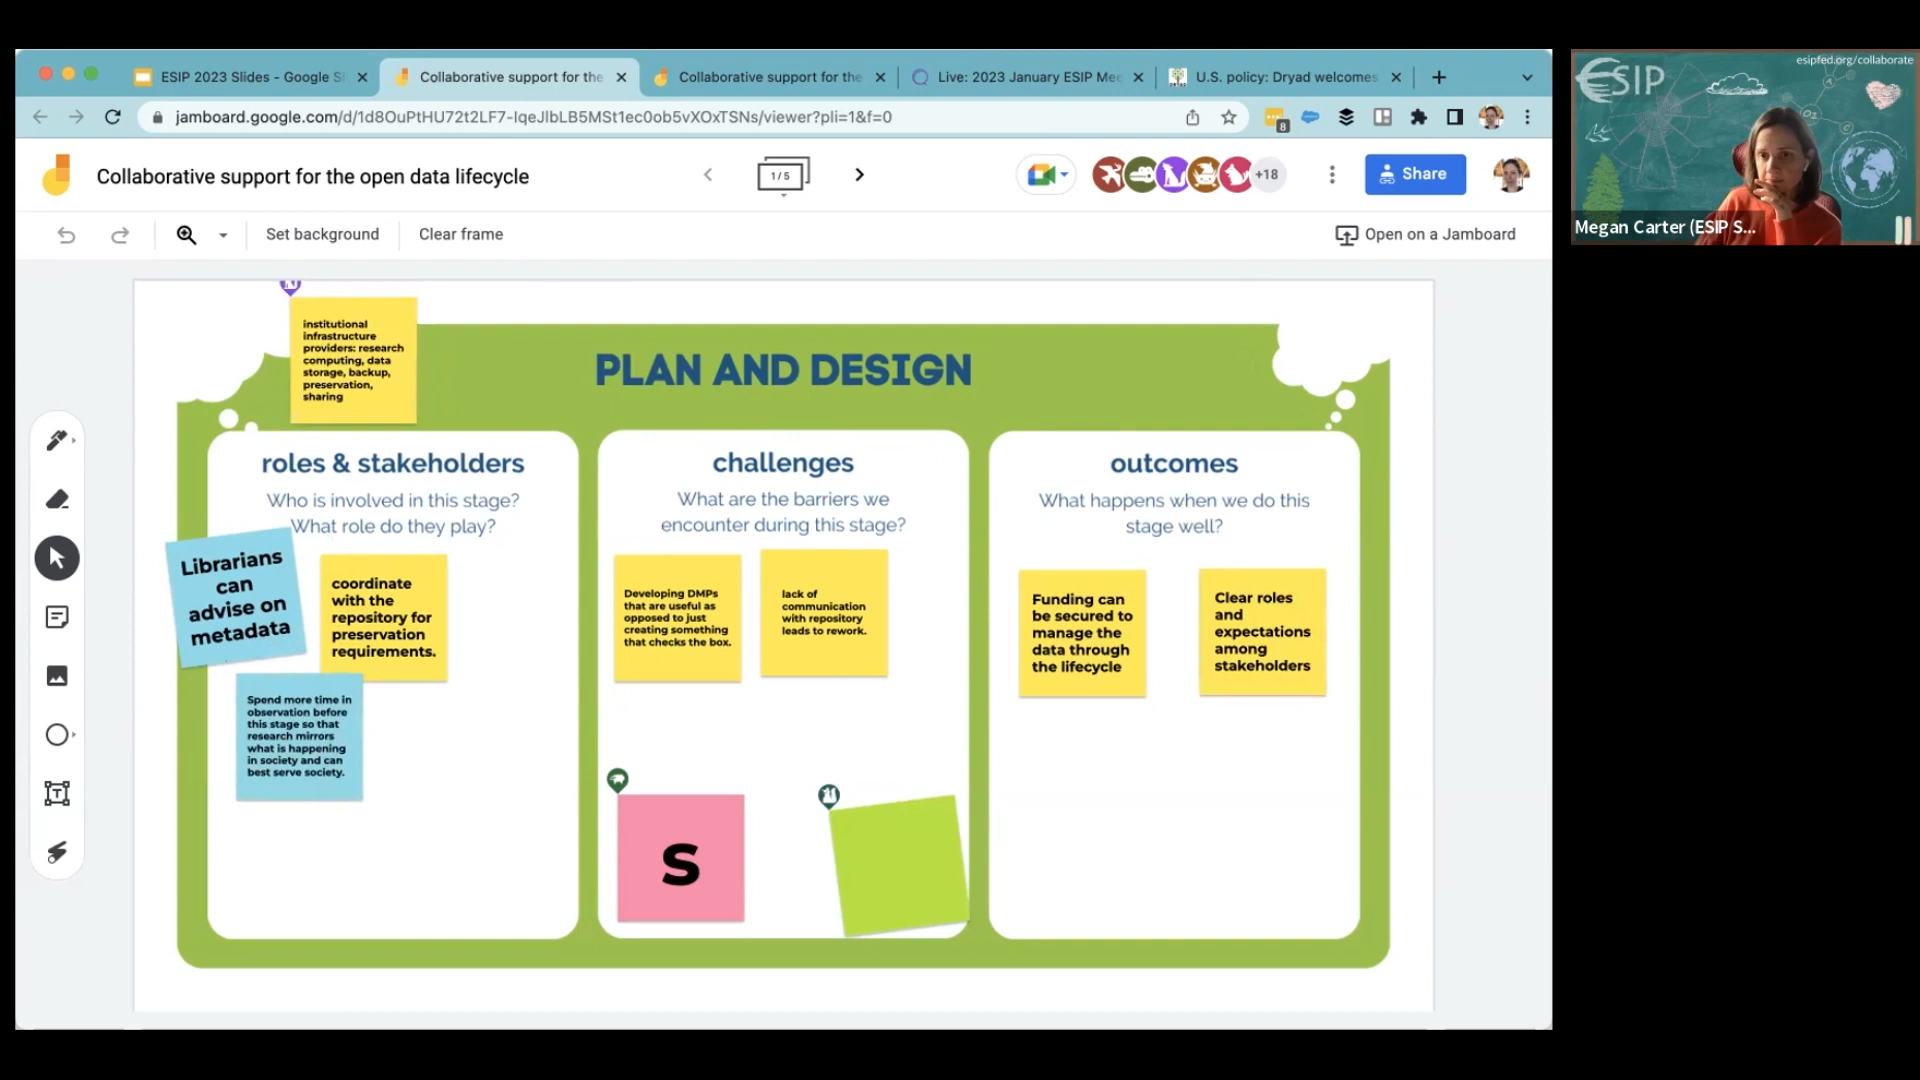 ESIP 2023 Slides - Google Sl
Collaborative support for the
Collaborative support for the
Live: 2023 January ESIP Mee
U.S. policy: Dryad welcomes
jamboard.google.com/d/1d8OuPtHU72t2LF7-IqeJlbLB5MSt1ec0ob5vXOxTSNs/viewer?pli=1&f=0
8
Collaborative support for the open data lifecycle
1/5
+18
Share
Set background
Clear frame
Open on a Jamboard
institutional
infrastructure
providers: research
computing, data
storage, backup,
preservation,
sharing
PLAN AND DESIGN
roles & stakeholders
Who is involved in this stage?
What role do they play?
Librarians
can
advise on
metadata
coordinate
with the
repository for
preservation
requirements.
Spend more time in
observation before
this stage so that
research mirrors
what is happening
in society and can
best serve society.
challenges
What are the barriers we
encounter during this stage?
Developing DMPs
that are useful as
opposed to just
creating something
that checks the box.
lack of
communication
with repository
leads to rework.
s
outcomes
What happens when we do this
stage well?
Funding can
be secured to
manage the
data through
the lifecycle
Clear roles
and
expectations
among
stakeholders
esipfed.org/collaborate
ESIP
Megan Carter (ESIP S...